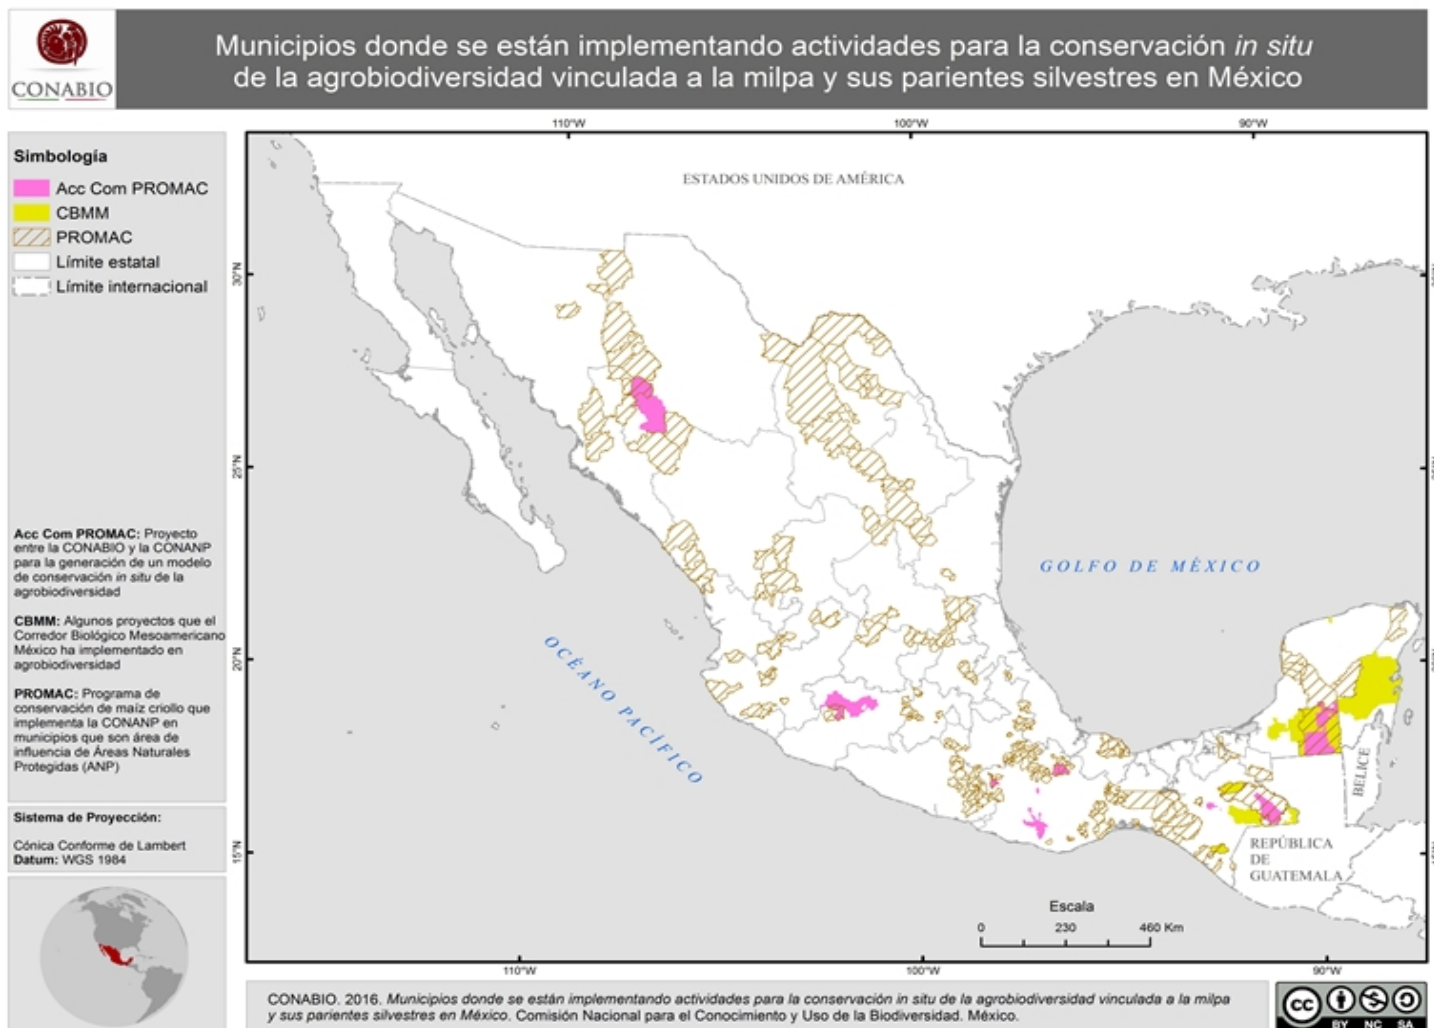 CONABIO
Municipios donde se están implementando actividades para la conservación in situ
de la agrobiodiversidad vinculada a la milpa y sus parientes silvestres en México
Simbología
Acc Com PROMAC
CBMM
PROMAC
Límite estatal
Límite internacional
Acc Com PROMAC: Proyecto
entre la CONABIO y la CONANP
para la generación de un modelo
de conservación in situ de la
agrobiodiversidad
CBMM: Algunos proyectos que el
Corredor Biológico Mesoamericano
México ha implementado en
agrobiodiversidad
PROMAC: Programa de
conservación de maíz criollo que
implementa la CONANP en
municipios que son área de
influencia de Áreas Naturales
Protegidas (ANP)
Sistema de Proyección:
Cónica Conforme de Lambert
Datum: WGS 1984
110°W
100°W
90°W
30°N
25°N
20°N
15°N
ESTADOS UNIDOS DE AMÉRICA
GOLFO DE MÉXICO
OCÉANO PACÍFICO
BELICE
REPÚBLICA
DE
GUATEMALA
Escala
0 230 460 Km
110°W
100°W
90°W
CONABIO. 2016. Municipios donde se están implementando actividades para la conservación in situ de la agrobiodiversidad vinculada a la milpa
y sus parientes silvestres en México. Comisión Nacional para el Conocimiento y Uso de la Biodiversidad. México.
cc
BY NC SA